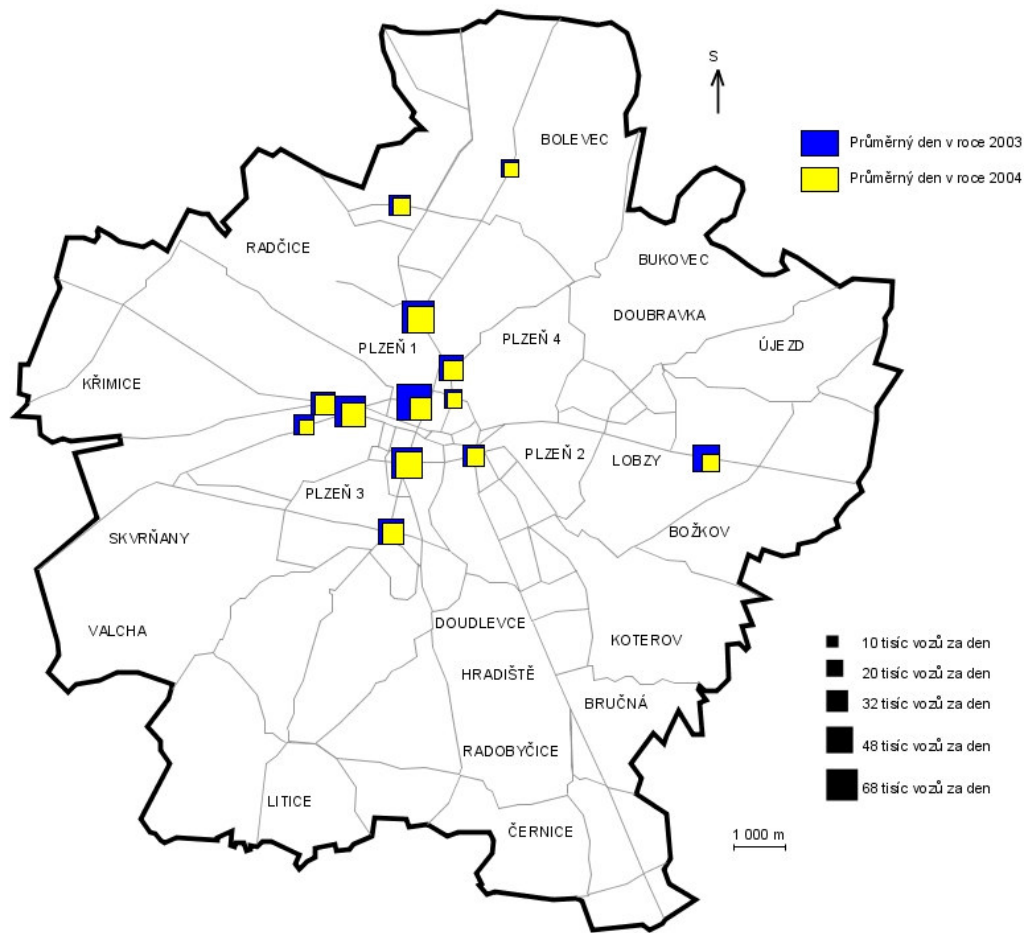 S
BOLEVEC
Průměrný den v roce 2003
Průměrný den v roce 2004
RADČICE
BUKOVEC
DOUBRAVKA
PLZEŇ 1
PLZEŇ 4
ÚJEZD
KŘIMICE
PLZEŇ 2
LOBZY
PLZEŇ 3
SKVRŇANY
BOŽKOV
VALCHA
DOUDLEVCE
KOTEROV
10 tisíc vozů za den
HRADIŠTĚ
20 tisíc vozů za den
BRUČNÁ
32 tisíc vozů za den
RADOBYČICE
48 tisíc vozů za den
68 tisíc vozů za den
LITICE
ČERNICE
1 000 m